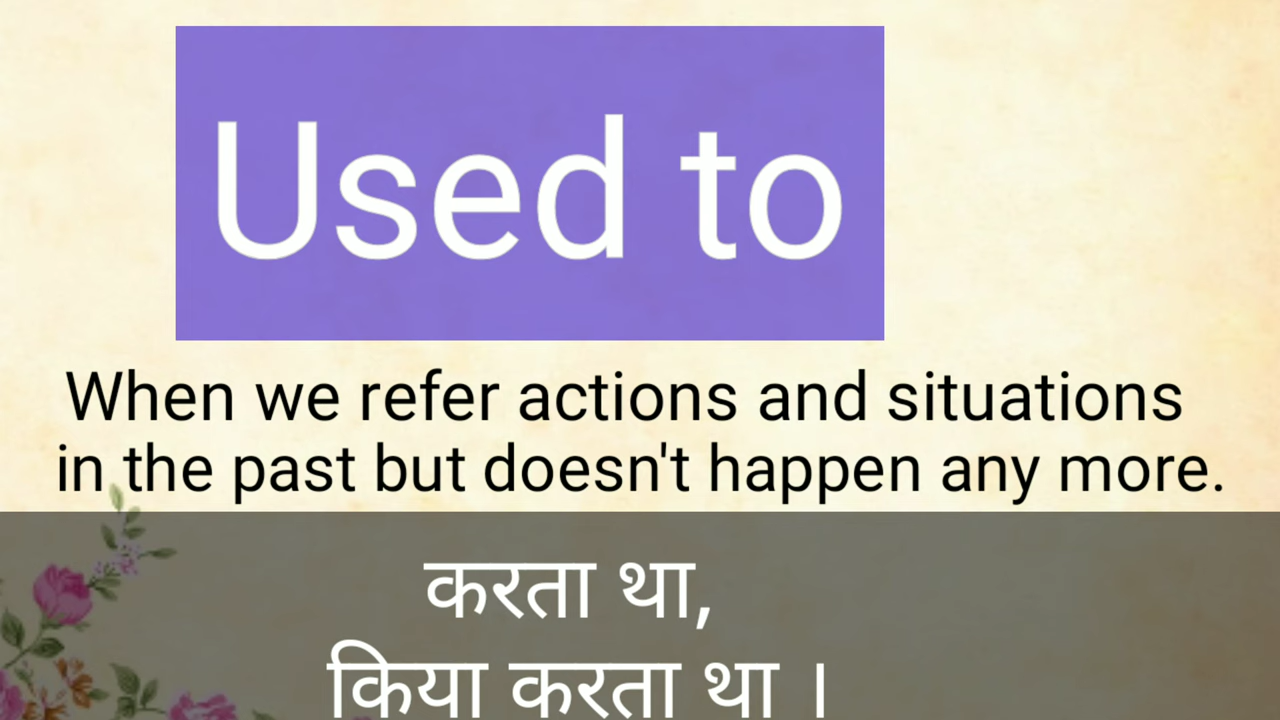 Used to
When we refer actions and situations
in the past but doesn't happen any more.
करता था,
किया करता था ।